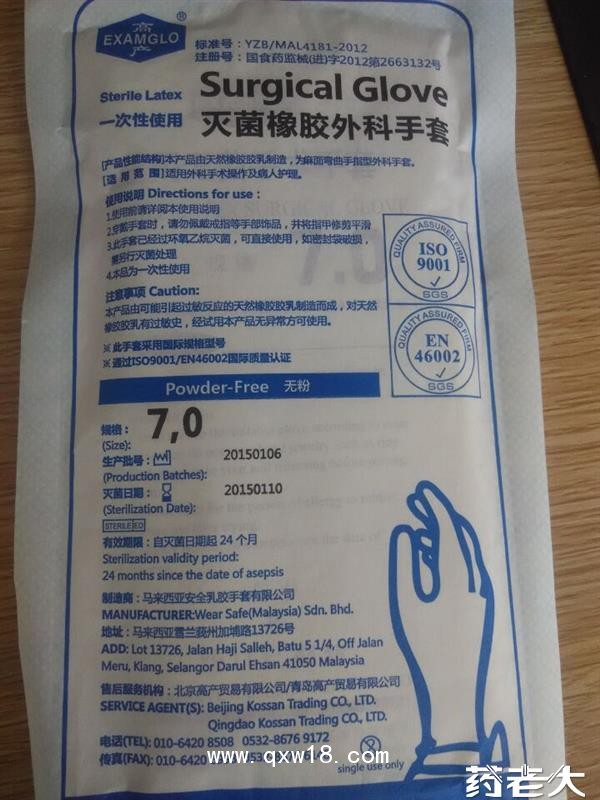 高产
EXAMGLO
®
标准号：YZB/MAL4181-2012
注册号：国食药监械(进)字2012第2663132号
Sterile Latex
Surgical Glove
一次性使用
灭菌橡胶外科手套
[产品性能结构]本产品由天然橡胶胶乳制造，为麻面弯曲手指型外科手套。
[适用范围]适用外科手术操作及病人护理。
使用说明 Directions for use：
1.使用前请详阅本使用说明
2.穿戴手套时，请勿佩戴戒指等手部饰品，并将指甲修剪平滑
3.此手套已经过环氧乙烷灭菌，可直接使用，如密封袋破损，
需另行灭菌处理
4.本品为一次性使用
注意事项 Caution:
本产品由可能引起过敏反应的天然橡胶胶乳制造而成，对天然
橡胶胶乳有过敏史，经试用本产品无异常方可使用。
※ 此手套采用国际规格型号
※ 通过ISO9001/EN46002国际质量认证
QUALITY ASSURED FIRM
ISO
9001
SGS
QUALITY ASSURED FIRM
EN
46002
SGS
Powder-Free 无粉
规格：
(Size):
7,0
生产批号：
20150106
(Production Batches):
灭菌日期：
20150110
(Sterilization Date):
STERILE EO
有效期限：自灭菌日期起 24 个月
Sterilization validity period:
24 months since the date of asepsis
制造商：马来西亚安全乳胶手套有限公司
MANUFACTURER:Wear Safe(Malaysia) Sdn. Bhd.
地址：马来西亚雪兰莪州加埔路13726号
ADD: Lot 13726, Jalan Haji Salleh, Batu 5 1/4, Off Jalan
Meru, Klang, Selangor Darul Ehsan 41050 Malaysia
售后服务机构：北京高产贸易有限公司/青岛高产贸易有限公司
SERVICE AGENT(S): Beijing Kossan Trading CO., LTD.
Qingdao Kossan Trading CO., LTD.
电话(TEL): 010-6420 8508 0532-8687 9172
传真(FAX): 010-6420
single use only
www.qxw18.com
药老大